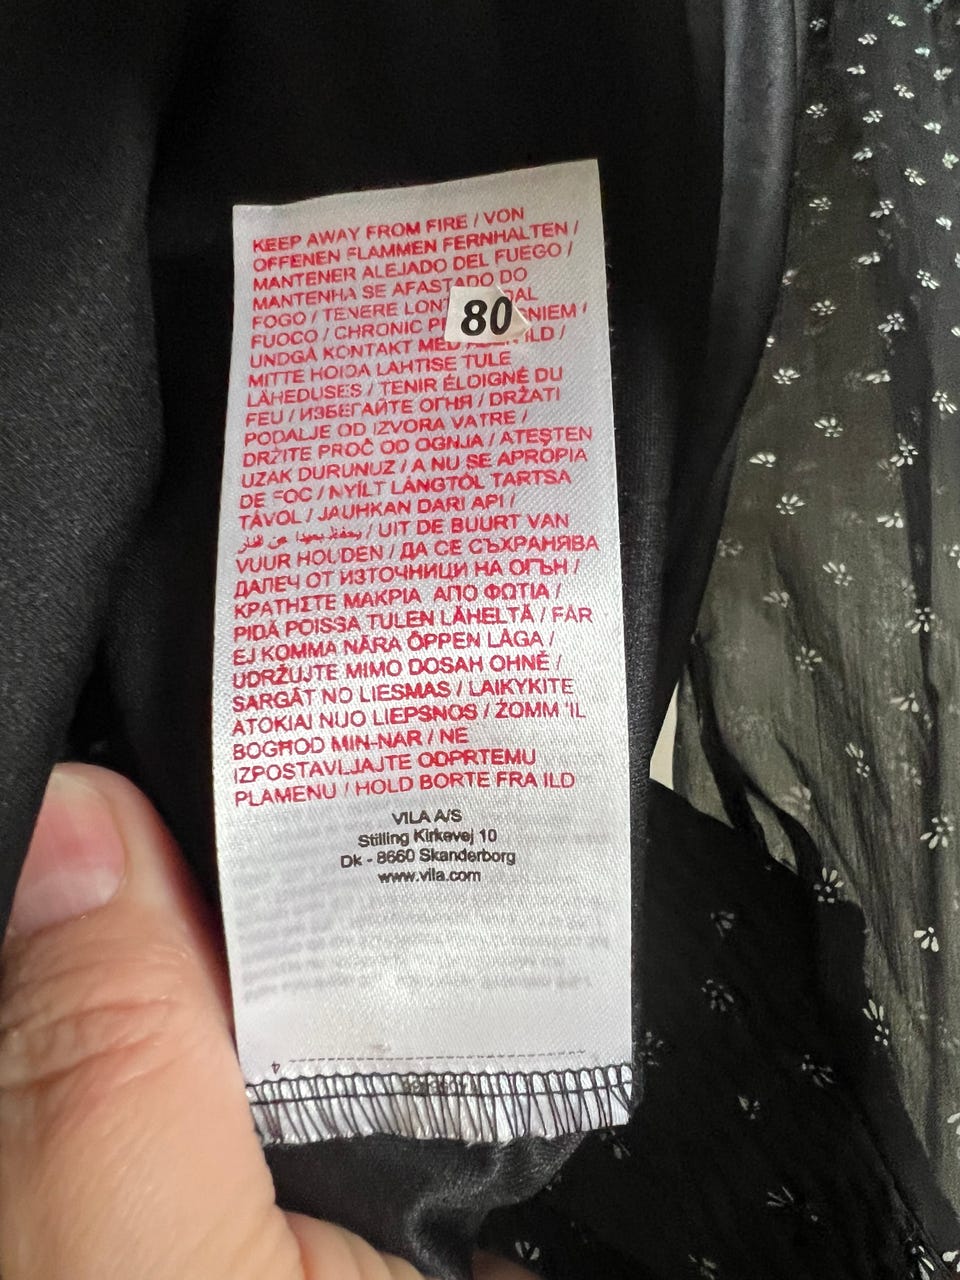 KEEP AWAY FROM FIRE / VON
OFFENEN FLAMMEN FERNHALTEN /
MANTENER ALEJADO DEL FUEGO /
MANTENHA SE AFASTADO DO
FOGO / TENERE DAL
80
FUOCO / CHRONIC
UNDGÅ KONTAKT
MITTE HOIDA LAHTISE TULE
LÄHEDUSES / TENIR ÉLOIGNÉ DU
FEU / ИЗБЕГАЙТЕ ОГНЯ / DRŽATI
PODALJE OD IZVORA VATRE /
DRŽITE PROČ OD OGNJA / ATEŞTEN
UZAK DURUNUZ / A NU SE APROPIA
DE FOC / NYÍLT LÁNGTÓL TARTSA
TÁVOL / JAUHKAN DARI API /
يحفظ بعيدا عن النار / UIT DE BUURT VAN
VUUR HOUDEN / ДА СЕ СЪХРАНЯВА
ДАЛЕЧ ОТ ИЗТОЧНИЦИ НА ОГЪН /
ΚΡΑΤΗΣΤΕ ΜΑΚΡΙΑ ΑΠΟ ΦΩΤΙΑ /
PIDÄ POISSA TULEN LÄHELTÄ / FÅR
EJ KOMMA NÄRA ÖPPEN LÅGA /
UDRŽUJTE MIMO DOSAH OHNĚ /
SARGĀT NO LIESMAS / LAIKYKITE
ATOKIAI NUO LIEPSNOS / ŻOMM 'IL
BOGĦOD MIN-NAR / NE
IZPOSTAVLJAJTE ODPRTEMU
PLAMENU / HOLD BORTE FRA ILD
VILA A/S
Stilling Kirkevej 10
Dk - 8660 Skanderborg
www.vila.com
4